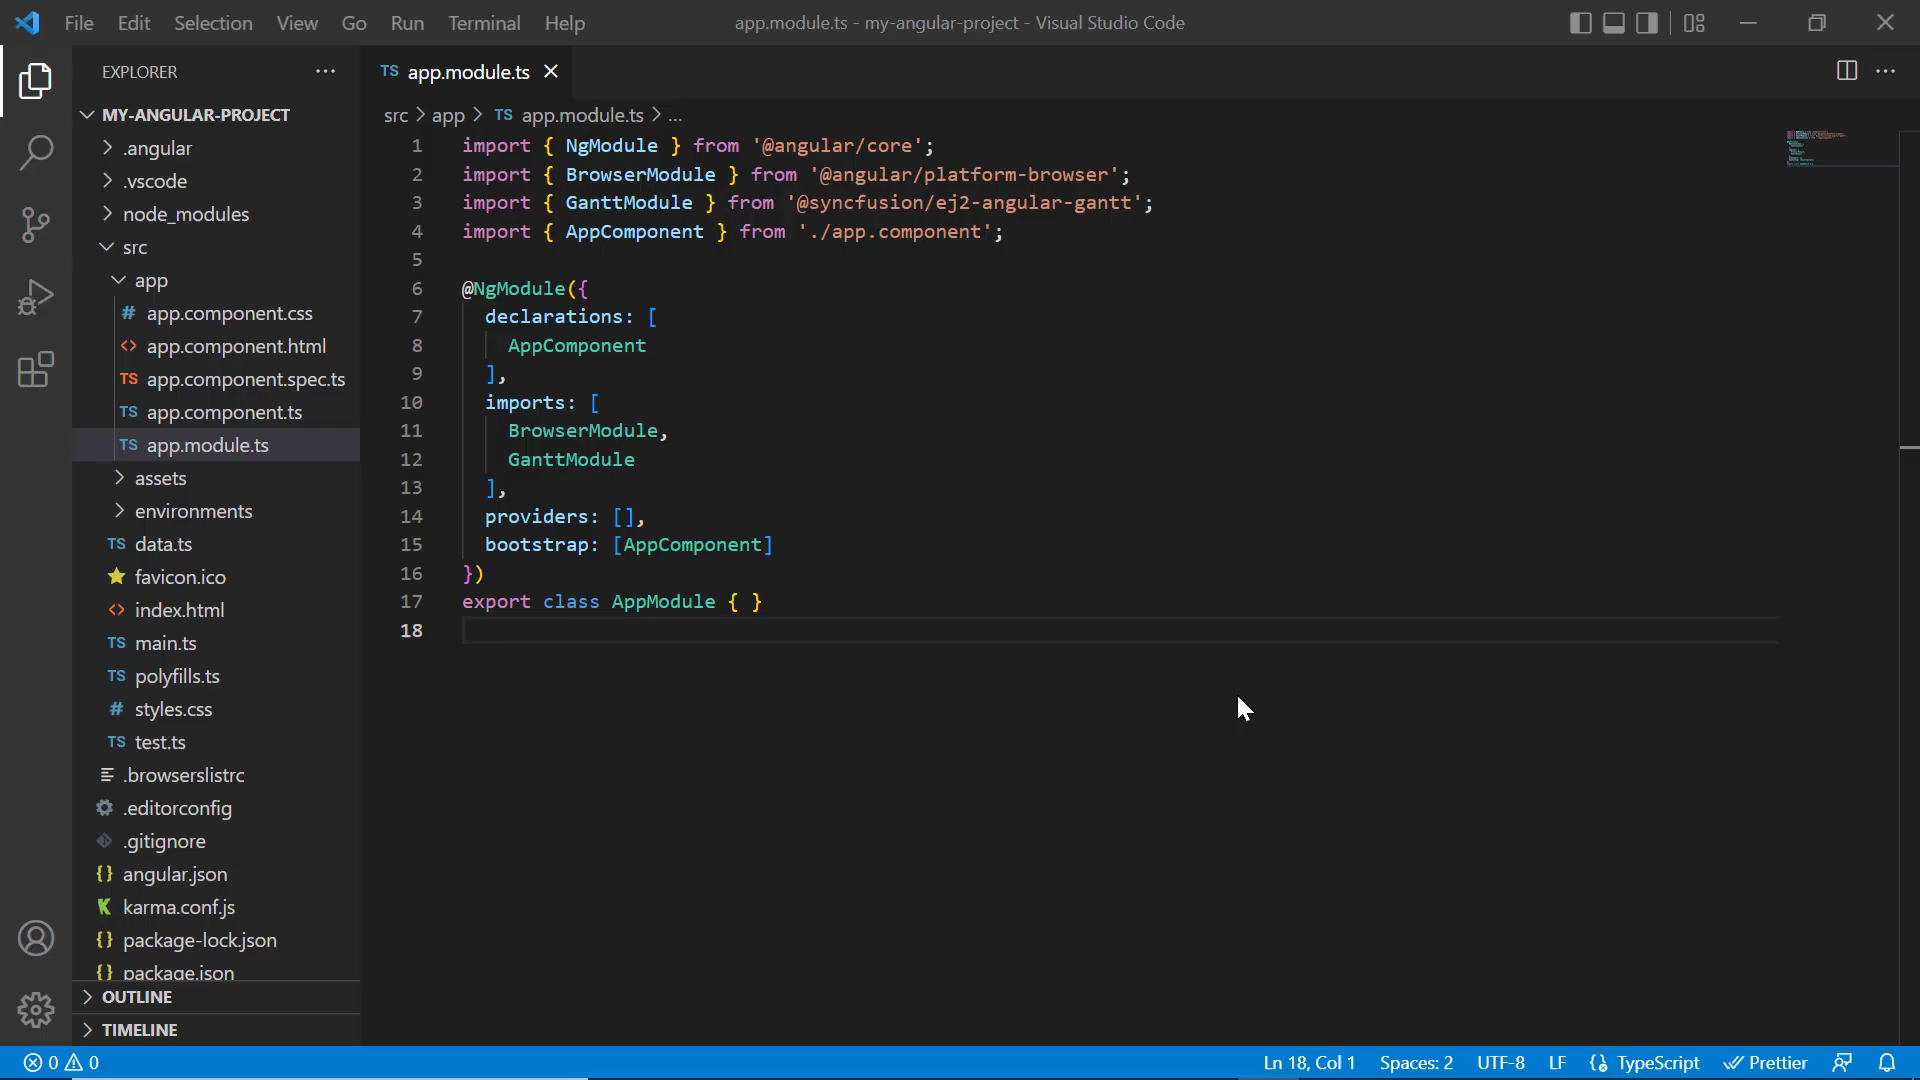 File Edit Selection View Go Run Terminal Help
app.module.ts - my-angular-project - Visual Studio Code
EXPLORER
MY-ANGULAR-PROJECT
.angular
.vscode
node_modules
src
app
# app.component.css
<> app.component.html
TS app.component.spec.ts
TS app.component.ts
TS app.module.ts
assets
environments
TS data.ts
favicon.ico
<> index.html
TS main.ts
TS polyfills.ts
# styles.css
TS test.ts
.browserslistrc
.editorconfig
.gitignore
{} angular.json
karma.conf.js
{} package-lock.json
{} package.json
OUTLINE
TIMELINE
TS app.module.ts
src > app > TS app.module.ts > ...
1 import { NgModule } from '@angular/core';
2 import { BrowserModule } from '@angular/platform-browser';
3 import { GanttModule } from '@syncfusion/ej2-angular-gantt';
4 import { AppComponent } from './app.component';
5
6 @NgModule({
7 declarations: [
8 AppComponent
9 ],
10 imports: [
11 BrowserModule,
12 GanttModule
13 ],
14 providers: [],
15 bootstrap: [AppComponent]
16 })
17 export class AppModule { }
18
0 0
Ln 18, Col 1 Spaces: 2 UTF-8 LF TypeScript Prettier